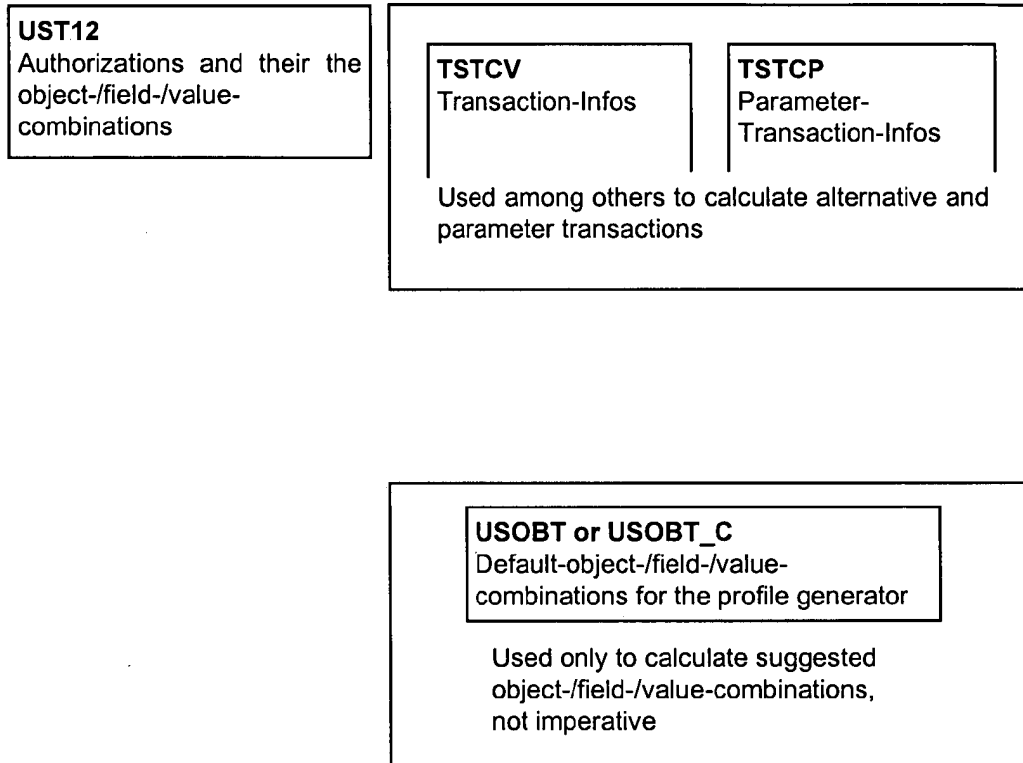 UST12
Authorizations and their the
object-/field-/value-
combinations
TSTCV
Transaction-Infos
TSTCP
Parameter-
Transaction-Infos
Used among others to calculate alternative and
parameter transactions
USOBT or USOBT_C
Default-object-/field-/value-
combinations for the profile generator
Used only to calculate suggested
object-/field-/value-combinations,
not imperative